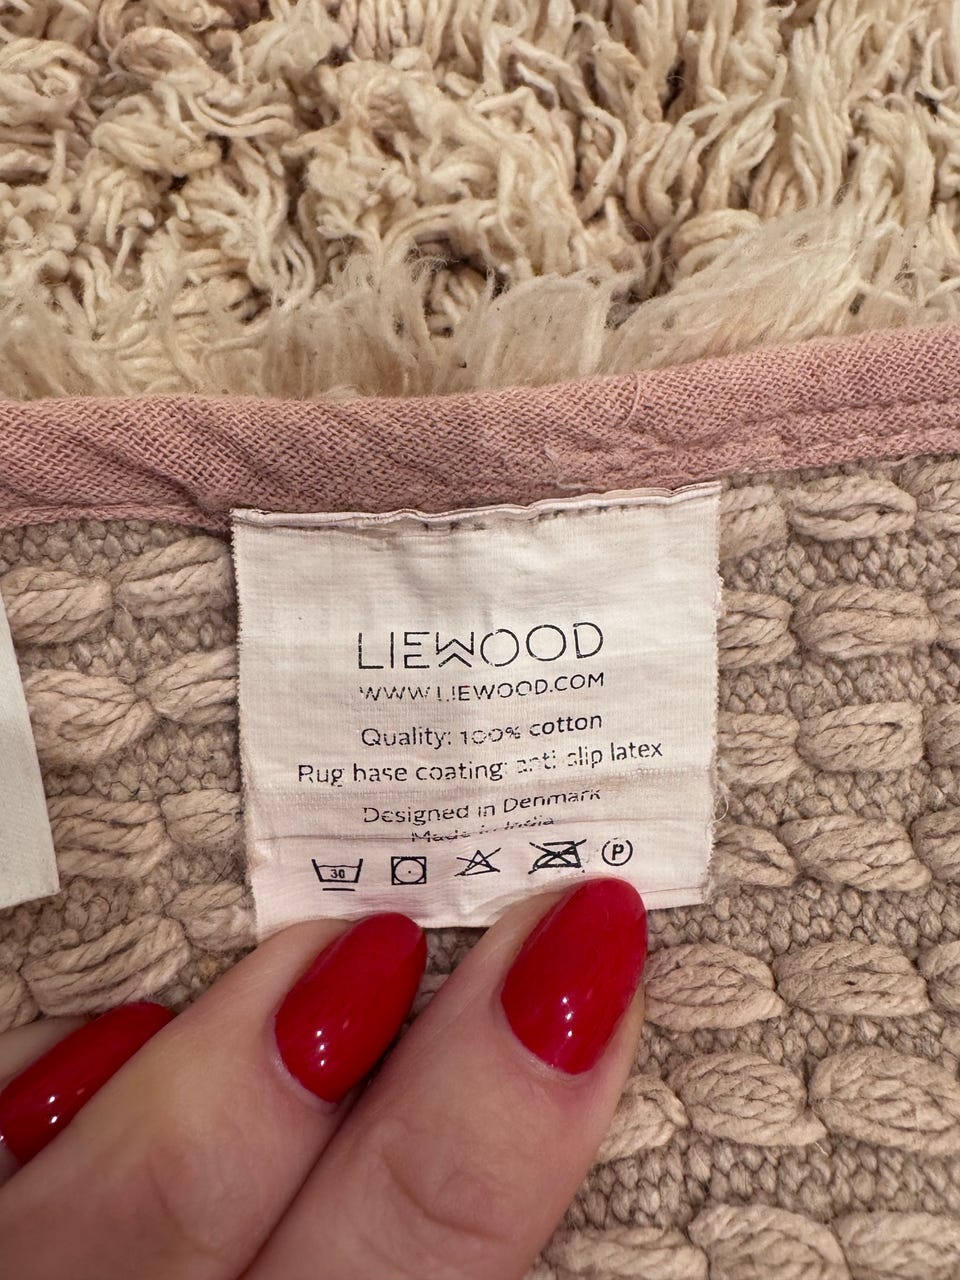 LIEWOOD
WWW.LIEWOOD.COM
Quality: 100% cotton
Rug base coating: anti slip latex
Designed in Denmark
Made in India
30
P